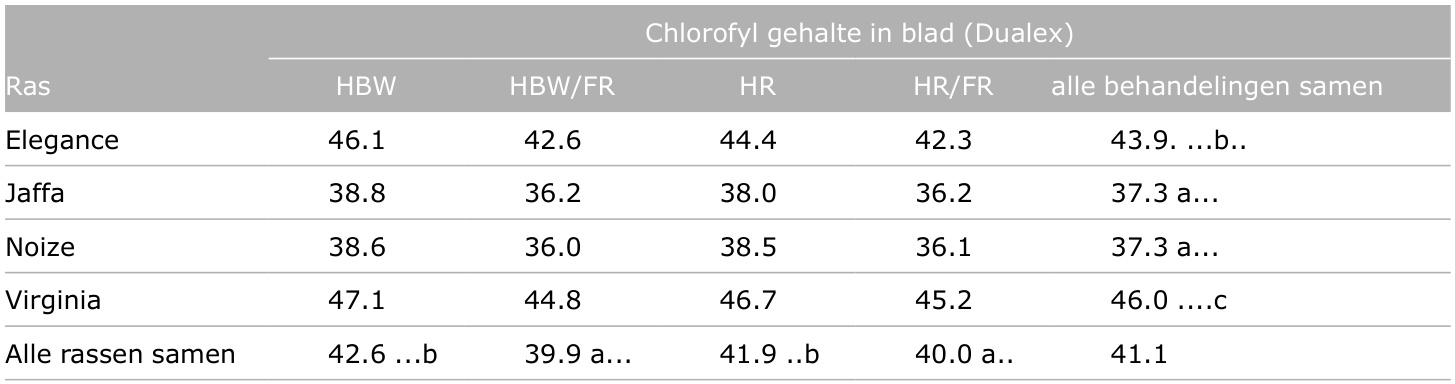 Chlorofyl gehalte in blad (Dualex)
Ras HBW HBW/FR HR HR/FR alle behandelingen samen
Elegance 46.1 42.6 44.4 42.3 43.9. ...b..
Jaffa 38.8 36.2 38.0 36.2 37.3 a...
Noize 38.6 36.0 38.5 36.1 37.3 a...
Virginia 47.1 44.8 46.7 45.2 46.0 ....c
Alle rassen samen 42.6 ...b 39.9 a... 41.9 ..b 40.0 a.. 41.1